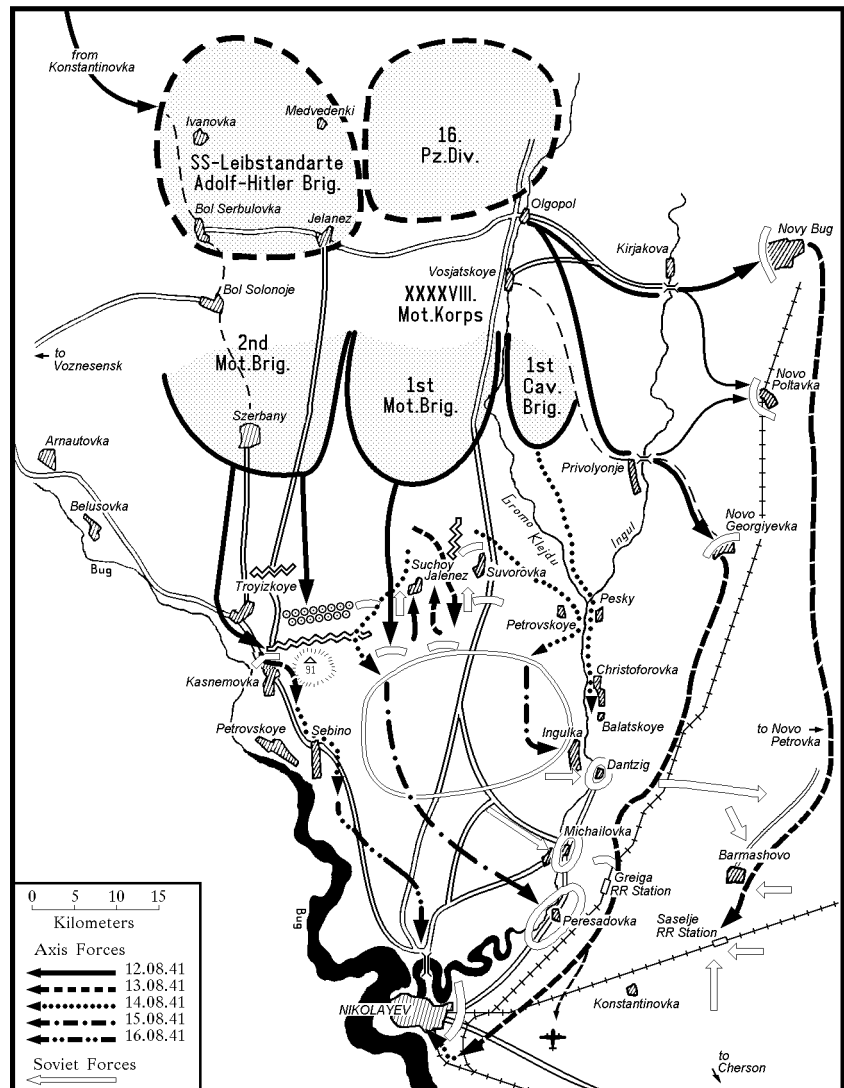 from
Konstantinovka
Ivanovka
Medvedenki
SS-Leibstandarte
Adolf-Hitler Brig.
16.
Pz.Div.
Bol Serbulovka
Jelanez
Olgopol
Kirjakova
Novy Bug
Vosjatskoye
XXXXVIII.
Mot.Korps
Bol Solonoje
to
Voznesensk
2nd
Mot.Brig.
1st
Mot.Brig.
1st
Cav.
Brig.
Novo
Poltavka
Szerbany
Arnautovka
Privolyonje
Belusovka
Gromo
Klejdu
Ingul
Novo
Georgiyevka
Bug
Troyizkoye
Suchoy
Jalenez
Suvorovka
Petrovskoye
Pesky
91
Kasnemovka
Christoforovka
Balatskoye
Petrovskoye
Sebino
Ingulka
Dantzig
to Novo
Petrovka
Michailovka
Barmashovo
Greiga
RR Station
Peresadovka
Saselje
RR Station
Bug
Konstantinovka
NIKOLAYEV
to
Cherson
0 5 10 15
Kilometers
Axis Forces
12.08.41
13.08.41
14.08.41
15.08.41
16.08.41
Soviet Forces